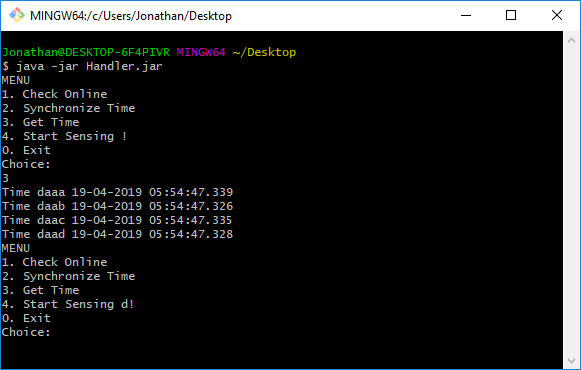 MINGW64:/c/Users/Jonathan/Desktop
Jonathan@DESKTOP-6F4PIVR MINGW64 ~/Desktop
$ java -jar Handler.jar
MENU
1. Check Online
2. Synchronize Time
3. Get Time
4. Start Sensing !
0. Exit
Choice:
3
Time daaa 19-04-2019 05:54:47.339
Time daab 19-04-2019 05:54:47.326
Time daac 19-04-2019 05:54:47.335
Time daad 19-04-2019 05:54:47.328
MENU
1. Check Online
2. Synchronize Time
3. Get Time
4. Start Sensing d!
0. Exit
Choice: